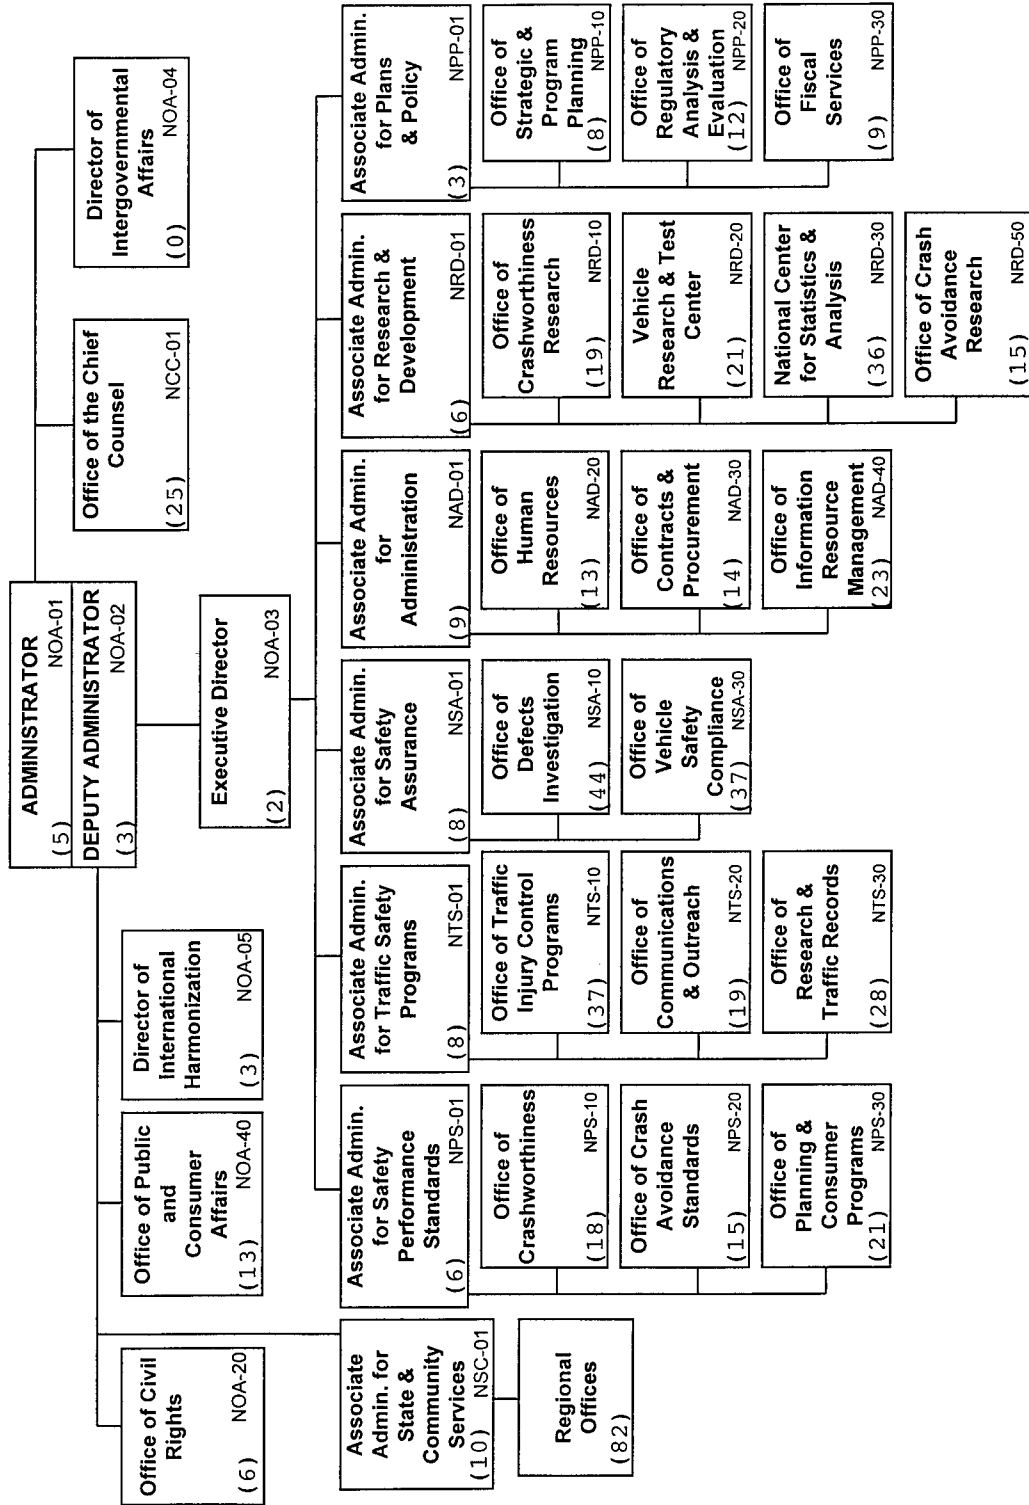 ADMINISTRATOR
(5) NOA-01
DEPUTY ADMINISTRATOR
(3) NOA-02
Office of Civil
Rights
(6) NOA-20
Office of Public
and
Consumer
Affairs
(13) NOA-40
Director of
International
Harmonization
(3) NOA-05
Office of the Chief
Counsel
(25) NCC-01
Director of
Intergovernmental
Affairs
(0) NOA-04
Executive Director
(2) NOA-03
Associate
Admin. for
State &
Community
Services
(10) NSC-01
Regional
Offices
(82)
Associate Admin.
for Safety
Performance
Standards
(6) NPS-01
Office of
Crashworthiness
(18) NPS-10
Office of Crash
Avoidance
Standards
(15) NPS-20
Office of
Planning &
Consumer
Programs
(21) NPS-30
Associate Admin.
for Traffic Safety
Programs
(8) NTS-01
Office of Traffic
Injury Control
Programs
(37) NTS-10
Office of
Communications
& Outreach
(19) NTS-20
Office of
Research &
Traffic Records
(28) NTS-30
Associate Admin.
for Safety
Assurance
(8) NSA-01
Office of
Defects
Investigation
(44) NSA-10
Office of
Vehicle
Safety
Compliance
(37) NSA-30
Associate Admin.
for
Administration
(9) NAD-01
Office of
Human
Resources
(13) NAD-20
Office of
Contracts &
Procurement
(14) NAD-30
Office of
Information
Resource
Management
(23) NAD-40
Associate Admin.
for Research &
Development
(6) NRD-01
Office of
Crashworthiness
Research
(19) NRD-10
Vehicle
Research & Test
Center
(21) NRD-20
National Center
for Statistics &
Analysis
(36) NRD-30
Office of Crash
Avoidance
Research
(15) NRD-50
Associate Admin.
for Plans
& Policy
(3) NPP-01
Office of
Strategic &
Program
Planning
(8) NPP-10
Office of
Regulatory
Analysis &
Evaluation
(12) NPP-20
Office of
Fiscal
Services
(9) NPP-30